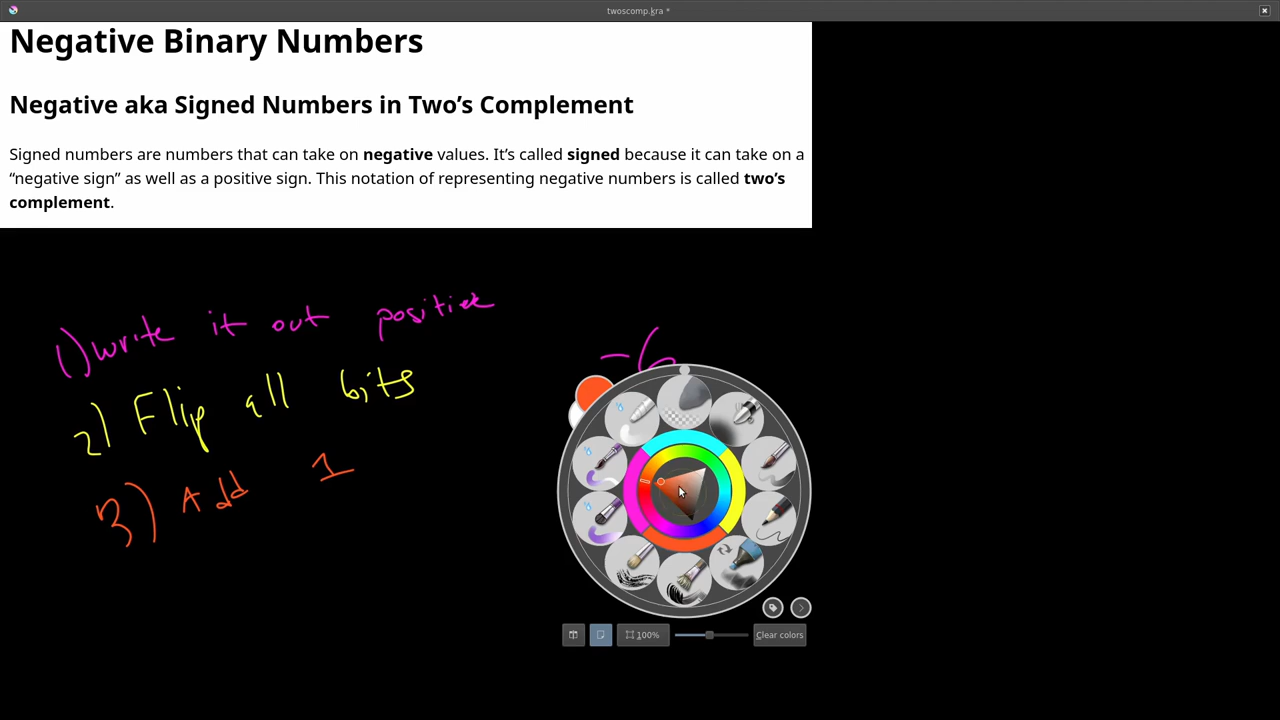 twoscomp.kra *
Negative Binary Numbers
Negative aka Signed Numbers in Two’s Complement
Signed numbers are numbers that can take on negative values. It’s called signed because it can take on a
“negative sign” as well as a positive sign. This notation of representing negative numbers is called two’s
complement.
1) write it out positive
-6
2) Flip all bits
3) Add 1
100%
Clear colors